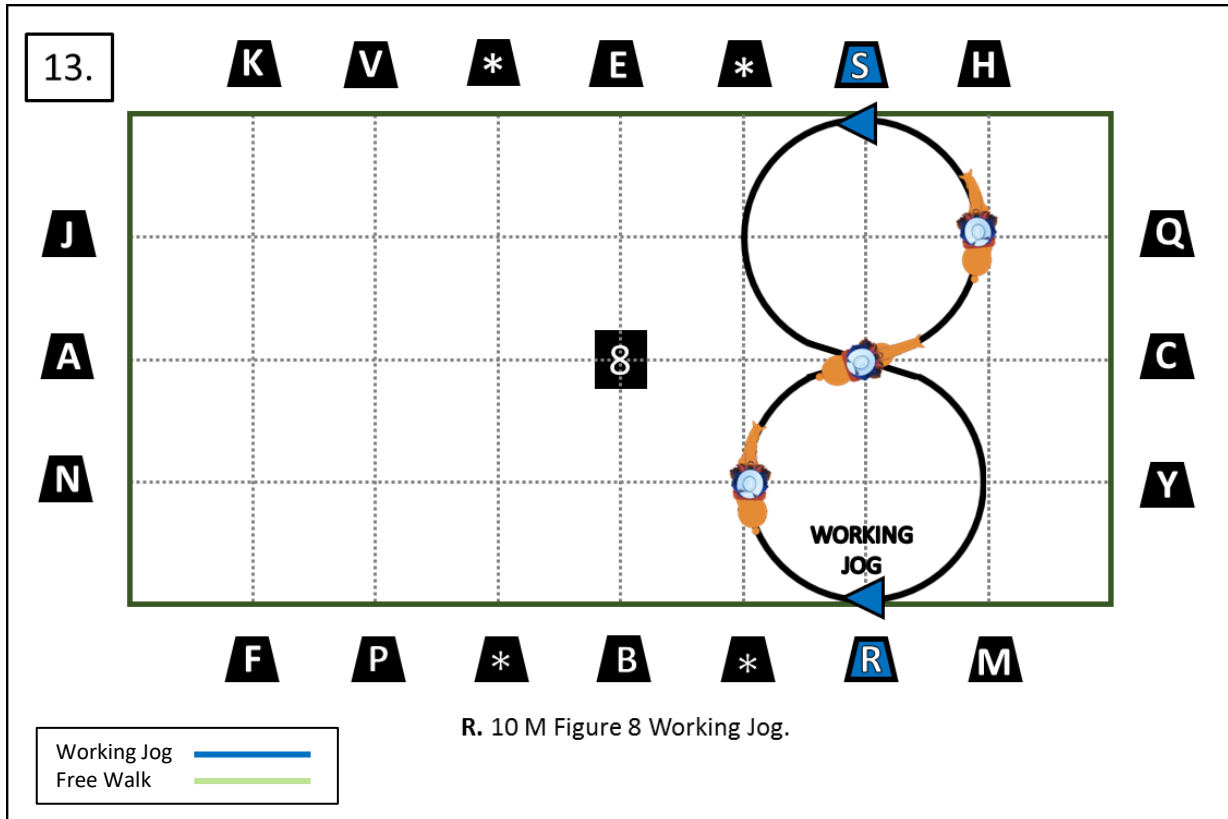 13.
K V * E * S H
J Q
A 8 C
N Y
WORKING
JOG
F P * B * R M
R. 10 M Figure 8 Working Jog.
Working Jog
Free Walk